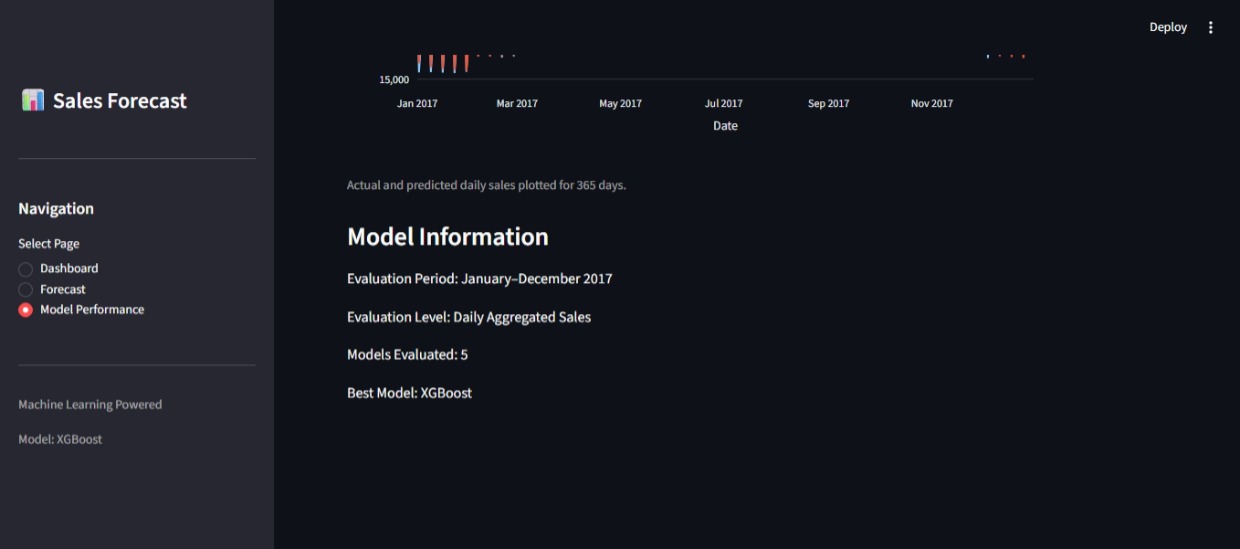 Deploy
Sales Forecast
Navigation
Select Page
Dashboard
Forecast
Model Performance
Machine Learning Powered
Model: XGBoost
15,000
Jan 2017 Mar 2017 May 2017 Jul 2017 Sep 2017 Nov 2017
Date
Actual and predicted daily sales plotted for 365 days.
Model Information
Evaluation Period: January–December 2017
Evaluation Level: Daily Aggregated Sales
Models Evaluated: 5
Best Model: XGBoost